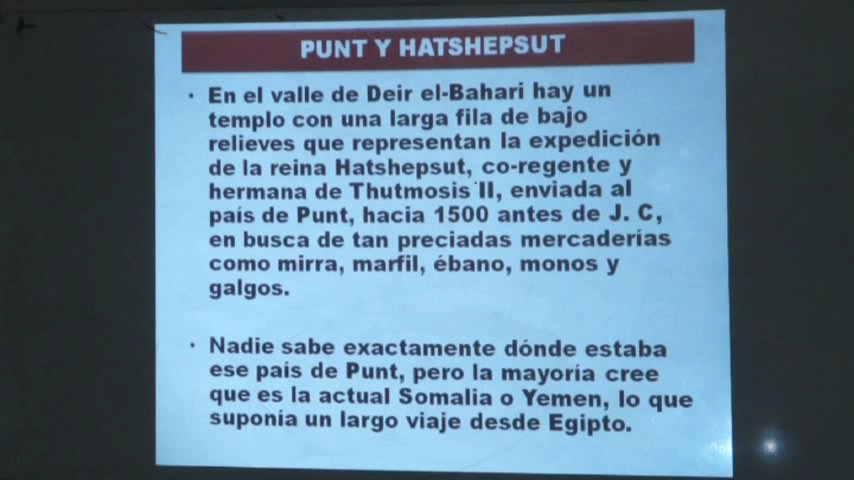 PUNT Y HATSHEPSUT
· En el valle de Deir el-Bahari hay un
templo con una larga fila de bajo
relieves que representan la expedición
de la reina Hatshepsut, co-regente y
hermana de Thutmosis II, enviada al
país de Punt, hacia 1500 antes de J. C,
en busca de tan preciadas mercaderías
como mirra, marfil, ébano, monos y
galgos.
· Nadie sabe exactamente dónde estaba
ese país de Punt, pero la mayoría cree
que es la actual Somalia o Yemen, lo que
suponía un largo viaje desde Egipto.